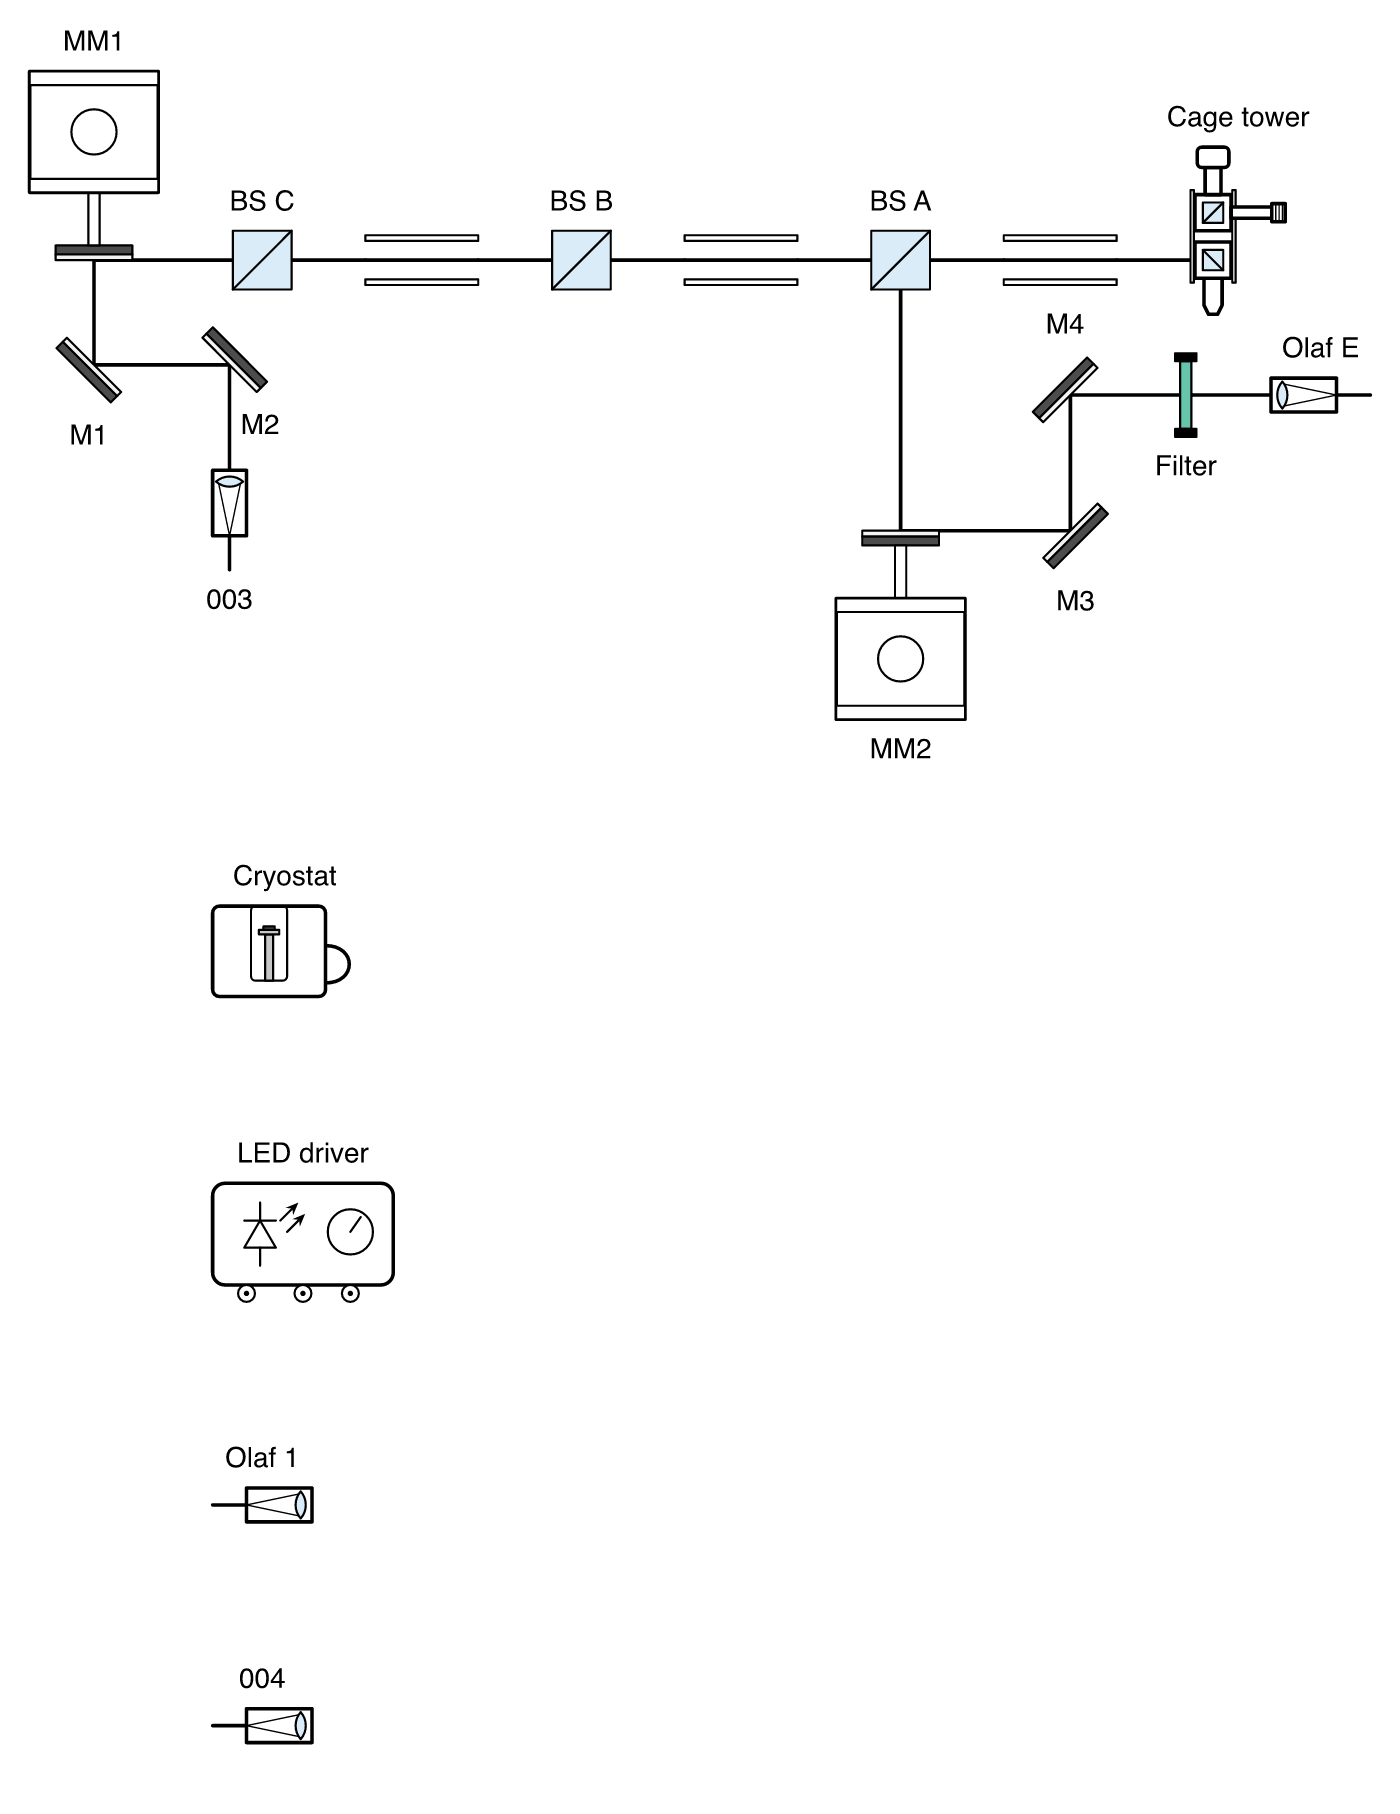 MM1
Cage tower
BS C
BS B
BS A
M4
Olaf E
M1
M2
Filter
003
M3
MM2
Cryostat
LED driver
Olaf 1
004